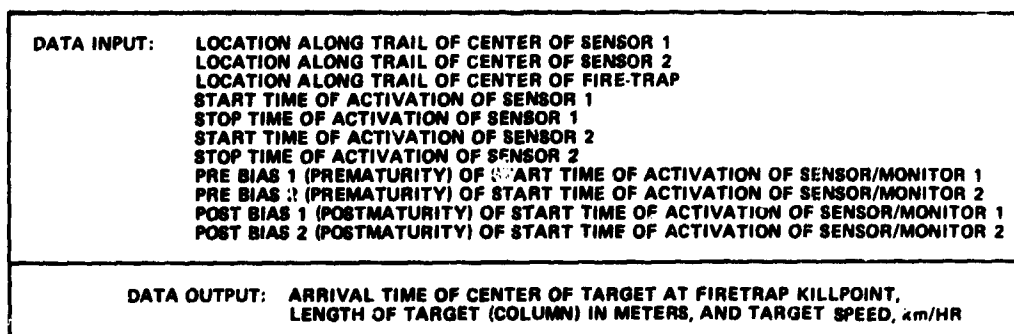 DATA INPUT: LOCATION ALONG TRAIL OF CENTER OF SENSOR 1
LOCATION ALONG TRAIL OF CENTER OF SENSOR 2
LOCATION ALONG TRAIL OF CENTER OF FIRE-TRAP
START TIME OF ACTIVATION OF SENSOR 1
STOP TIME OF ACTIVATION OF SENSOR 1
START TIME OF ACTIVATION OF SENSOR 2
STOP TIME OF ACTIVATION OF SENSOR 2
PRE BIAS 1 (PREMATURITY) OF START TIME OF ACTIVATION OF SENSOR/MONITOR 1
PRE BIAS 2 (PREMATURITY) OF START TIME OF ACTIVATION OF SENSOR/MONITOR 2
POST BIAS 1 (POSTMATURITY) OF START TIME OF ACTIVATION OF SENSOR/MONITOR 1
POST BIAS 2 (POSTMATURITY) OF START TIME OF ACTIVATION OF SENSOR/MONITOR 2
DATA OUTPUT: ARRIVAL TIME OF CENTER OF TARGET AT FIRETRAP KILLPOINT,
LENGTH OF TARGET (COLUMN) IN METERS, AND TARGET SPEED, km/HR